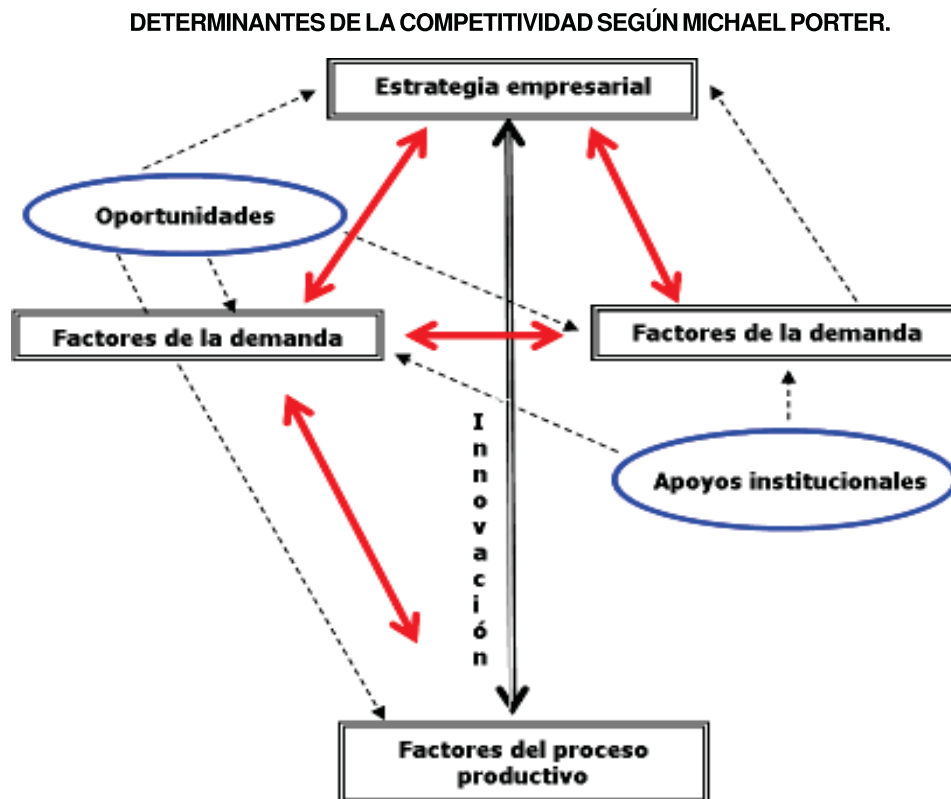 DETERMINANTES DE LA COMPETITIVIDAD SEGÚN MICHAEL PORTER.
Estrategia empresarial
Oportunidades
Factores de la demanda
Factores de la demanda
Innovación
Apoyos institucionales
Factores del proceso
productivo